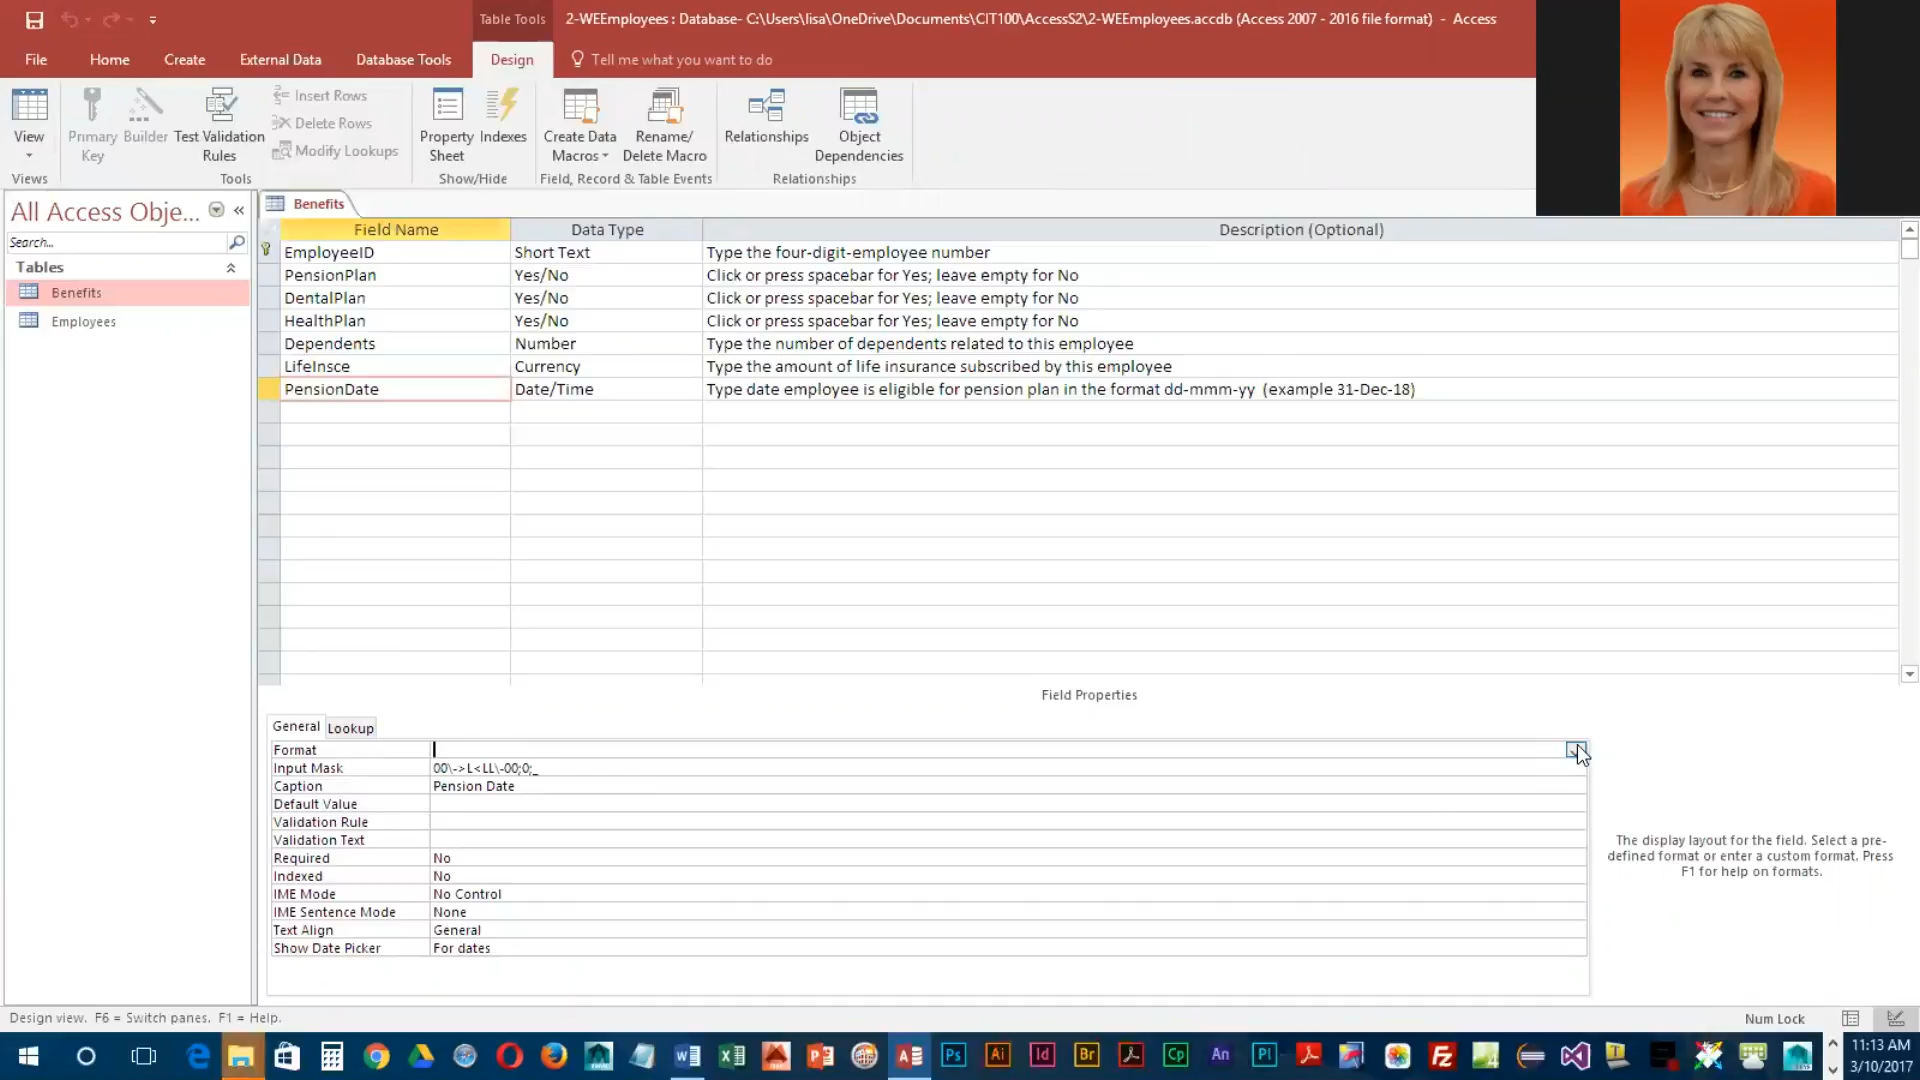 Table Tools
2-WEEmployees : Database- C:\Users\lisa\OneDrive\Documents\CIT100\AccessS2\2-WEEmployees.accdb (Access 2007 - 2016 file format) - Access
File Home Create External Data Database Tools Design Tell me what you want to do
View
Primary Key
Builder
Test Validation Rules
Insert Rows
Delete Rows
Modify Lookups
Property Sheet
Indexes
Create Data Macros
Rename/ Delete Macro
Relationships
Object Dependencies
Views Tools Show/Hide Field, Record & Table Events Relationships
All Access Obje... «
Search...
Tables
Benefits
Employees
Benefits
Field Name Data Type Description (Optional)
EmployeeID Short Text Type the four-digit-employee number
PensionPlan Yes/No Click or press spacebar for Yes; leave empty for No
DentalPlan Yes/No Click or press spacebar for Yes; leave empty for No
HealthPlan Yes/No Click or press spacebar for Yes; leave empty for No
Dependents Number Type the number of dependents related to this employee
LifeInsce Currency Type the amount of life insurance subscribed by this employee
PensionDate Date/Time Type date employee is eligible for pension plan in the format dd-mmm-yy (example 31-Dec-18)
Field Properties
General Lookup
Format
Input Mask 00\->L<LL\-00;0;_
Caption Pension Date
Default Value
Validation Rule
Validation Text
Required No
Indexed No
IME Mode No Control
IME Sentence Mode None
Text Align General
Show Date Picker For dates
The display layout for the field. Select a pre-
defined format or enter a custom format. Press
F1 for help on formats.
Design view. F6 = Switch panes. F1 = Help.
Num Lock
Ps Ai Id Br Cp An Pl Fz
11:13 AM
3/10/2017